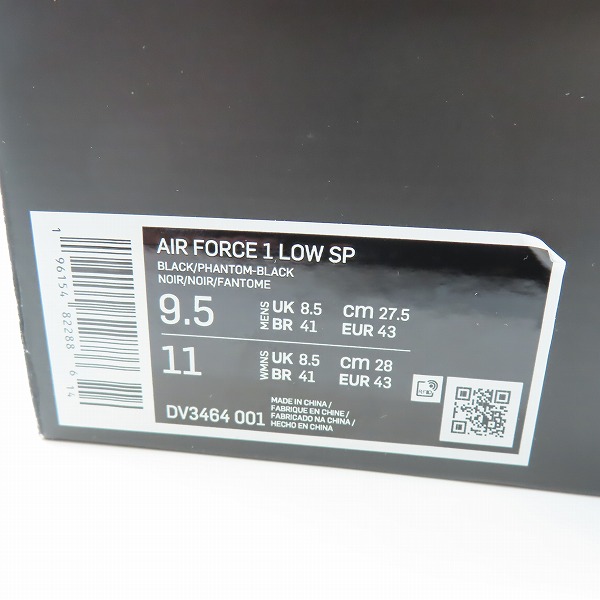 AIR FORCE 1 LOW SP
BLACK/PHANTOM-BLACK
NOIR/NOIR/FANTOME
9.5 MENS UK 8.5 cm 27.5
BR 41 EUR 43
11 WMNS UK 8.5 cm 28
BR 41 EUR 43
DV3464 001
MADE IN CHINA /
FABRIQUE EN CHINE /
FABRICADO NA CHINA /
HECHO EN CHINA
1 96154 82288 6 14